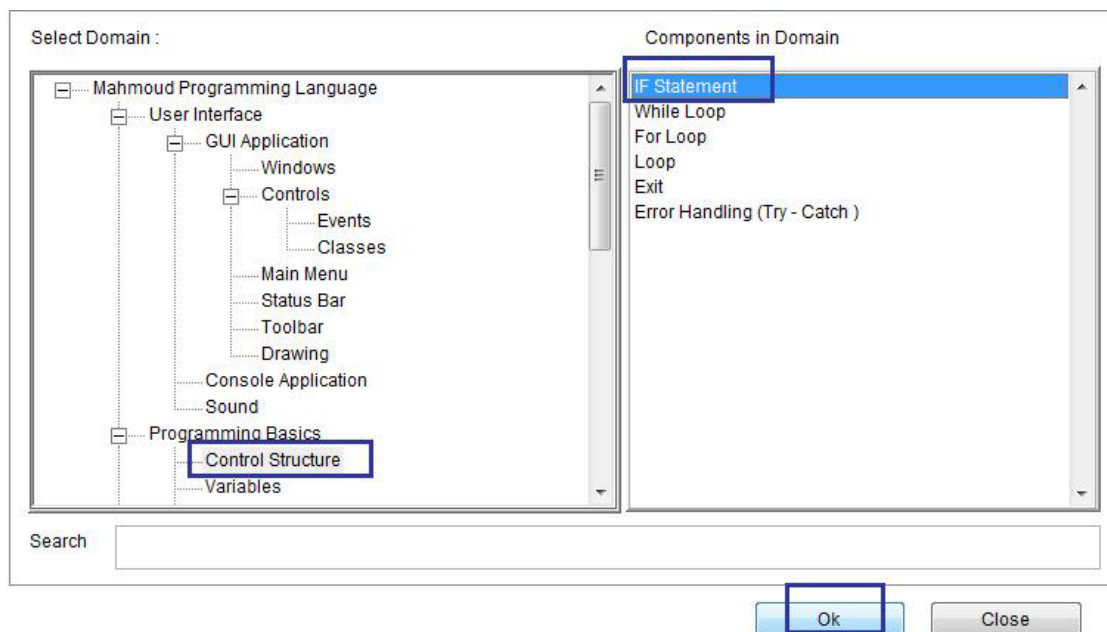 Select Domain :
Mahmoud Programming Language
User Interface
GUI Application
Windows
Controls
Events
Classes
Main Menu
Status Bar
Toolbar
Drawing
Console Application
Sound
Programming Basics
Control Structure
Variables
Components in Domain
IF Statement
While Loop
For Loop
Loop
Exit
Error Handling (Try - Catch )
Search
Ok
Close